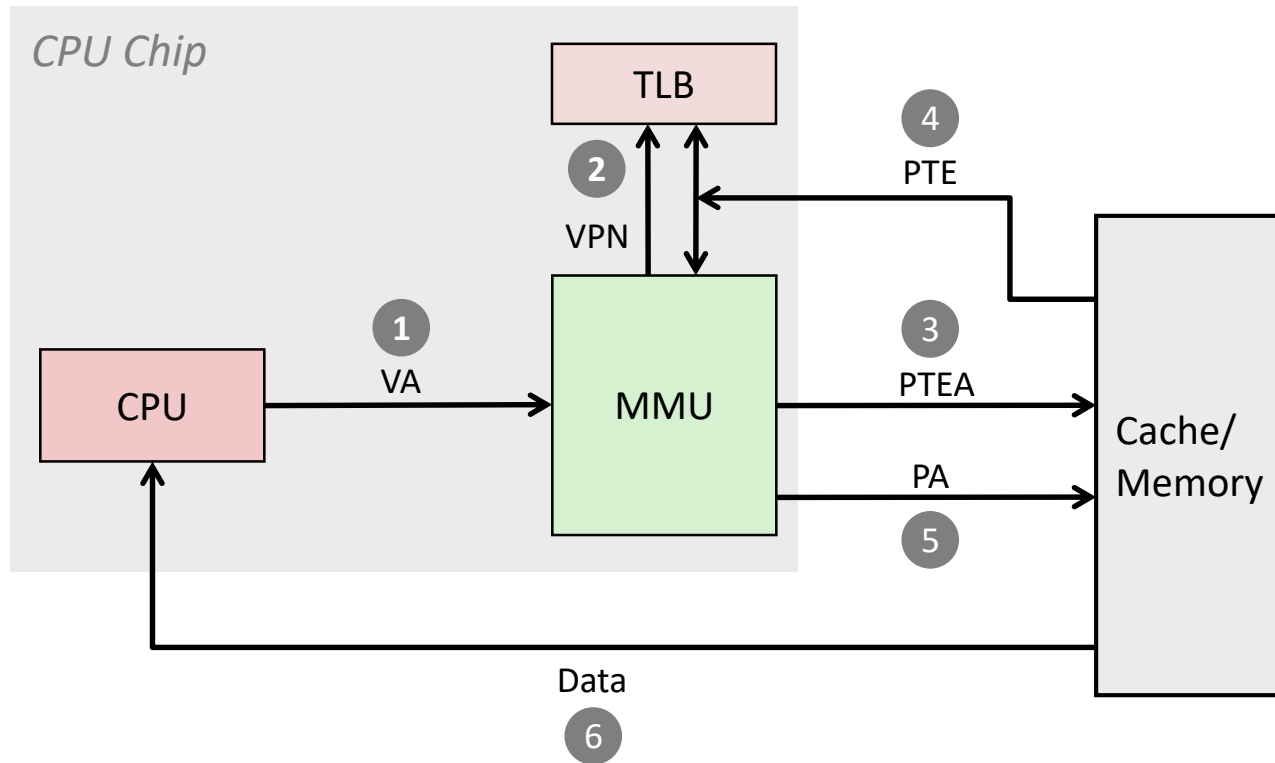 CPU Chip
TLB
4
PTE
2
VPN
1
VA
3
PTEA
CPU
MMU
Cache/
Memory
PA
5
Data
6